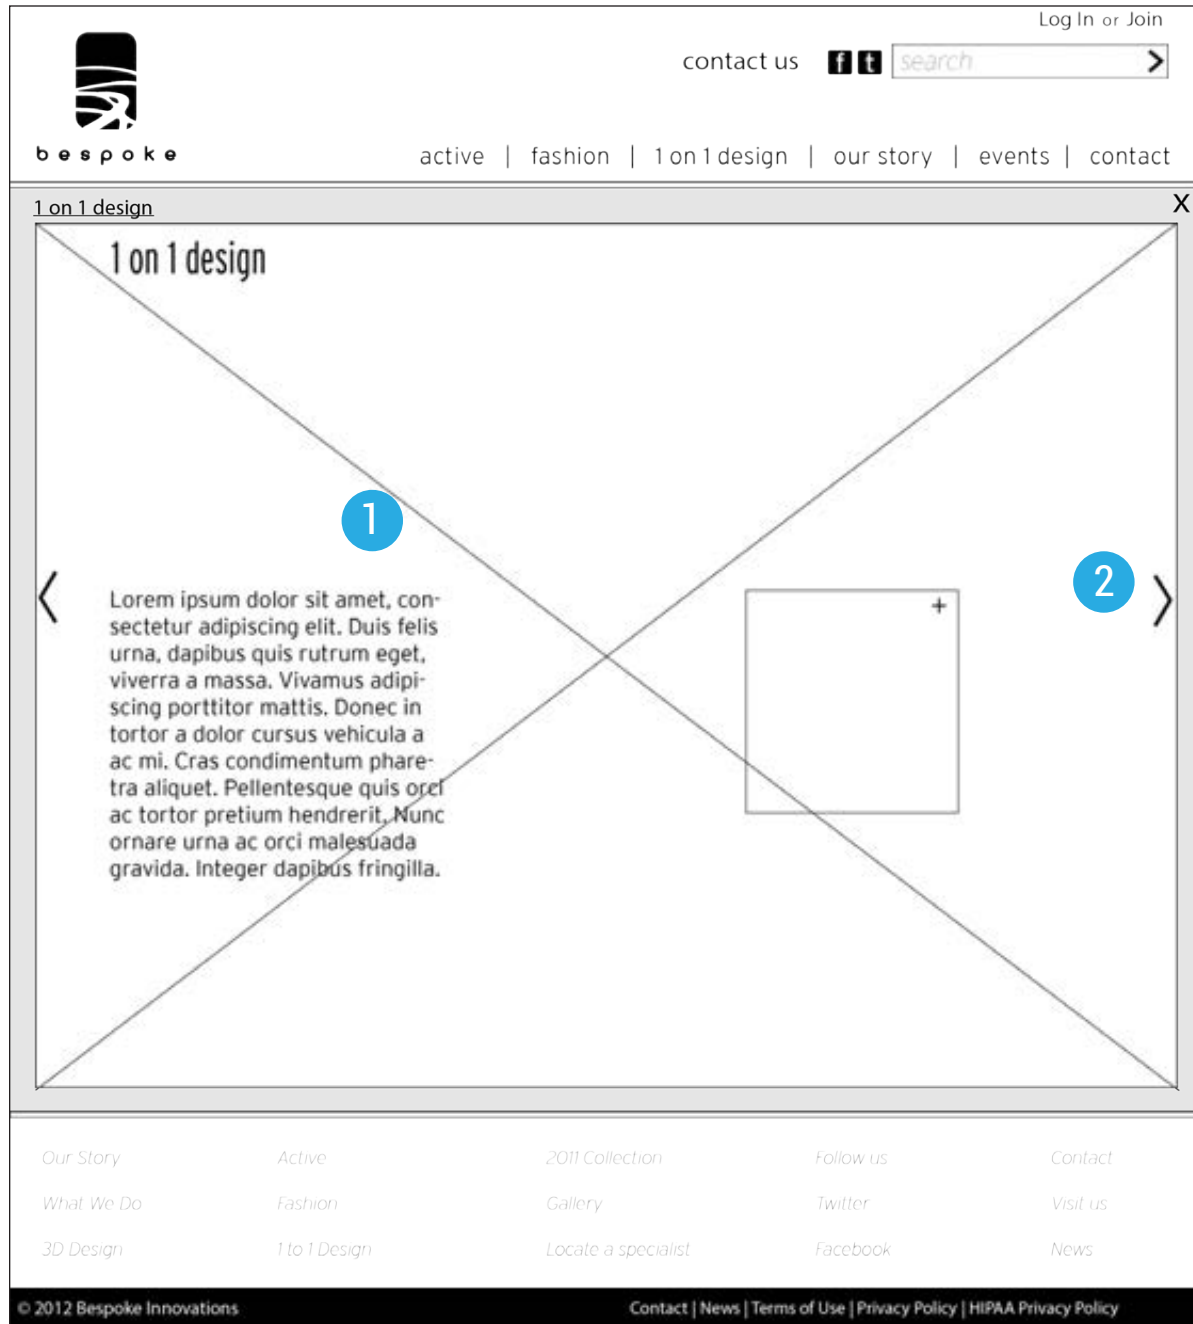 Log In or Join
contact us f t search >
bespoke
active | fashion | 1 on 1 design | our story | events | contact
1 on 1 design X
1 on 1 design
1
2
Lorem ipsum dolor sit amet, con-
sectetur adipiscing elit. Duis felis
urna, dapibus quis rutrum eget,
viverra a massa. Vivamus adipi-
scing porttitor mattis. Donec in
tortor a dolor cursus vehicula a
ac mi. Cras condimentum phare-
tra aliquet. Pellentesque quis orci
ac tortor pretium hendrerit. Nunc
ornare urna ac orci malesuada
gravida. Integer dapibus fringilla.
+
Our Story Active 2011 Collection Follow us Contact
What We Do Fashion Gallery Twitter Visit us
3D Design 1 to 1 Design Locate a specialist Facebook News
© 2012 Bespoke Innovations Contact | News | Terms of Use | Privacy Policy | HIPAA Privacy Policy